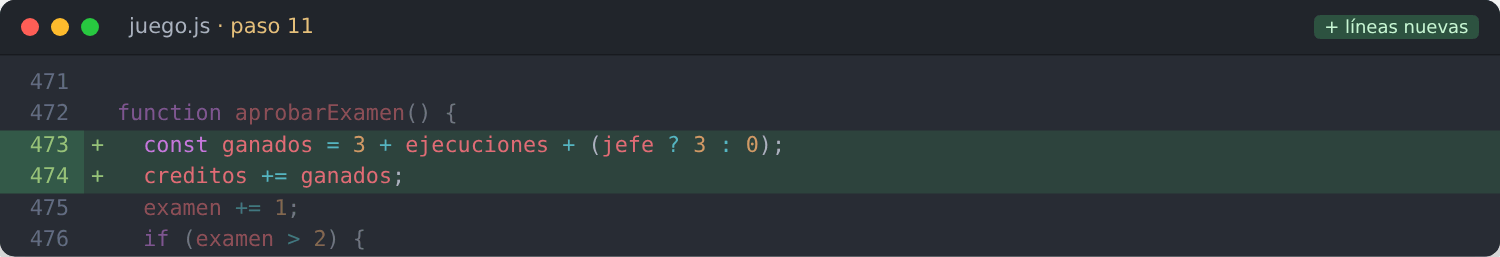 juego.js · paso 11
+ líneas nuevas
471
472 function aprobarExamen() {
473 + const ganados = 3 + ejecuciones + (jefe ? 3 : 0);
474 + creditos += ganados;
475 examen += 1;
476 if (examen > 2) {